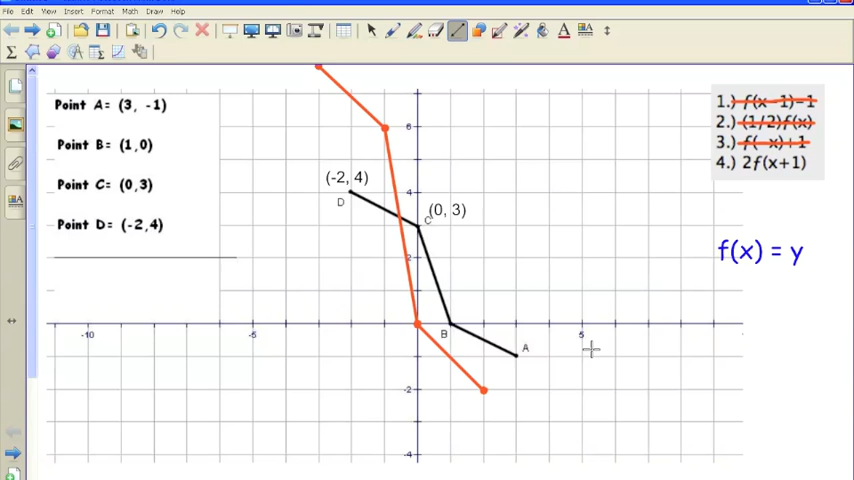 File Edit View Insert Format Math Draw Help
Point A= (3, -1)
Point B= (1,0)
Point C= (0,3)
Point D= (-2,4)
(-2, 4)
D
C
(0, 3)
B
A
6
4
2
-2
-4
-10
-5
5
1.) f(x-1)-1
2.) (1/2)f(x)
3.) f(-x)+1
4.) 2f(x+1)
f(x) = y